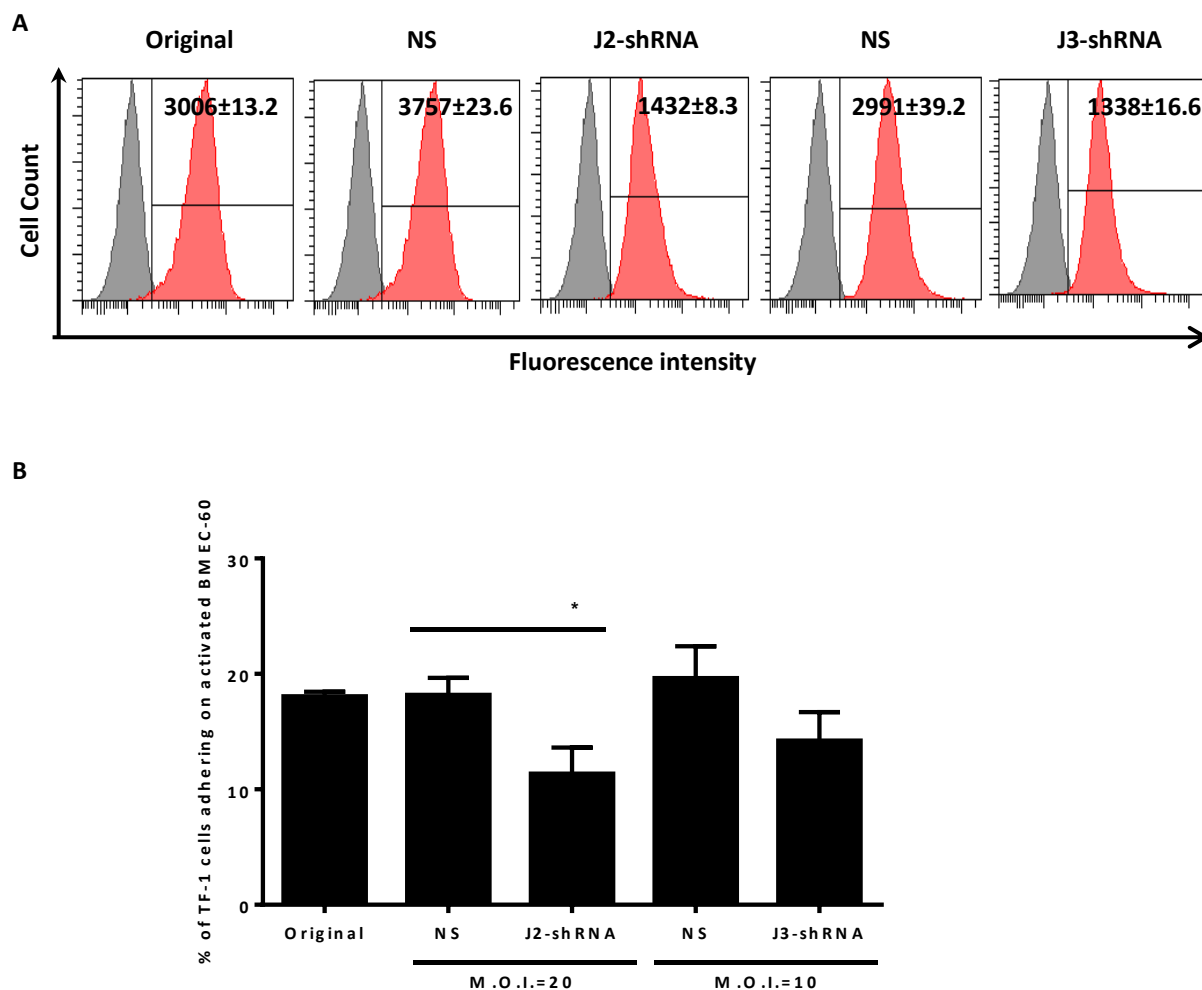 A
Original NS J2-shRNA NS J3-shRNA
3006±13.2 3757±23.6 1432±8.3 2991±39.2 1338±16.6
Cell Count
Fluorescence intensity
B
% of TF-1 cells adhering on activated BMEC-60
30
*
20
10
0
Original NS J2-shRNA NS J3-shRNA
M.O.I.=20 M.O.I.=10